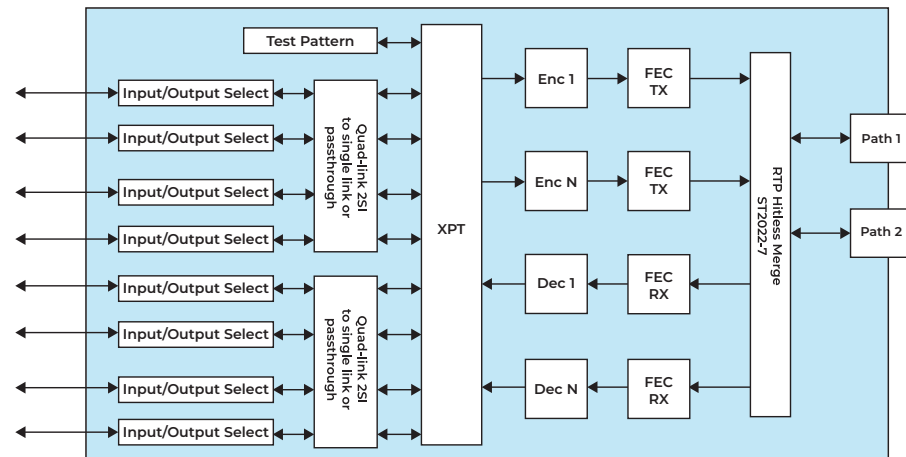 Test Pattern
Input/Output Select
Input/Output Select
Input/Output Select
Input/Output Select
Input/Output Select
Input/Output Select
Input/Output Select
Input/Output Select
Quad-link 2SI
to single link or
passthrough
Quad-link 2SI
to single link or
passthrough
XPT
Enc 1
FEC
TX
Enc N
FEC
TX
Dec 1
FEC
RX
Dec N
FEC
RX
RTP Hitless Merge
ST2022-7
Path 1
Path 2